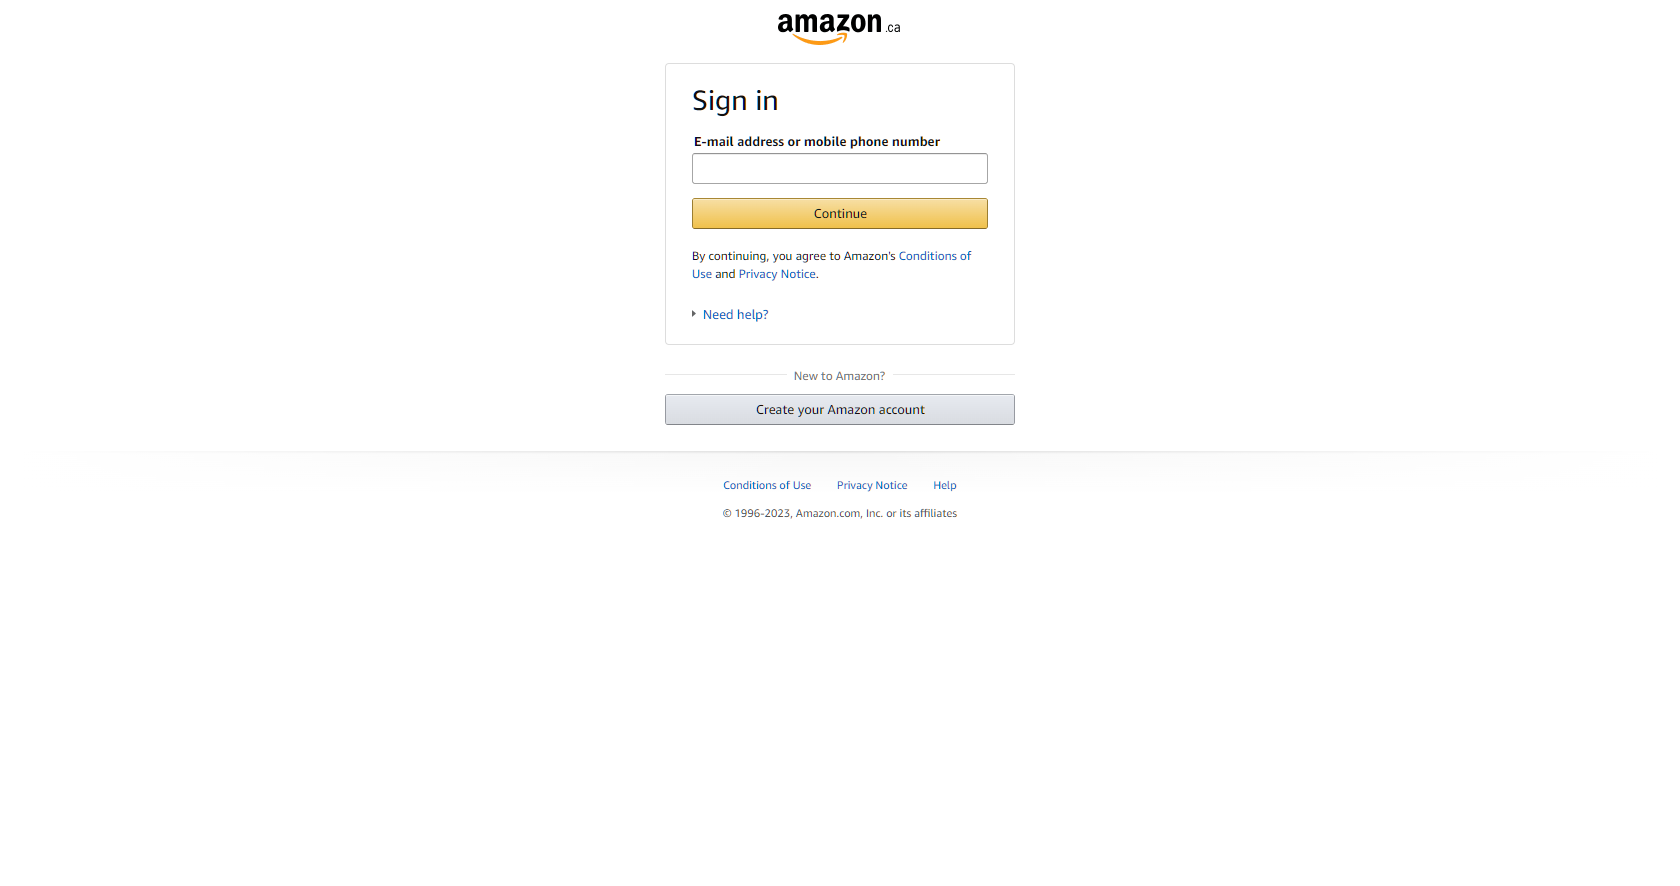 amazon.ca
Sign in
E-mail address or mobile phone number
Continue
By continuing, you agree to Amazon's Conditions of
Use and Privacy Notice.
Need help?
New to Amazon?
Create your Amazon account
Conditions of Use Privacy Notice Help
© 1996-2023, Amazon.com, Inc. or its affiliates